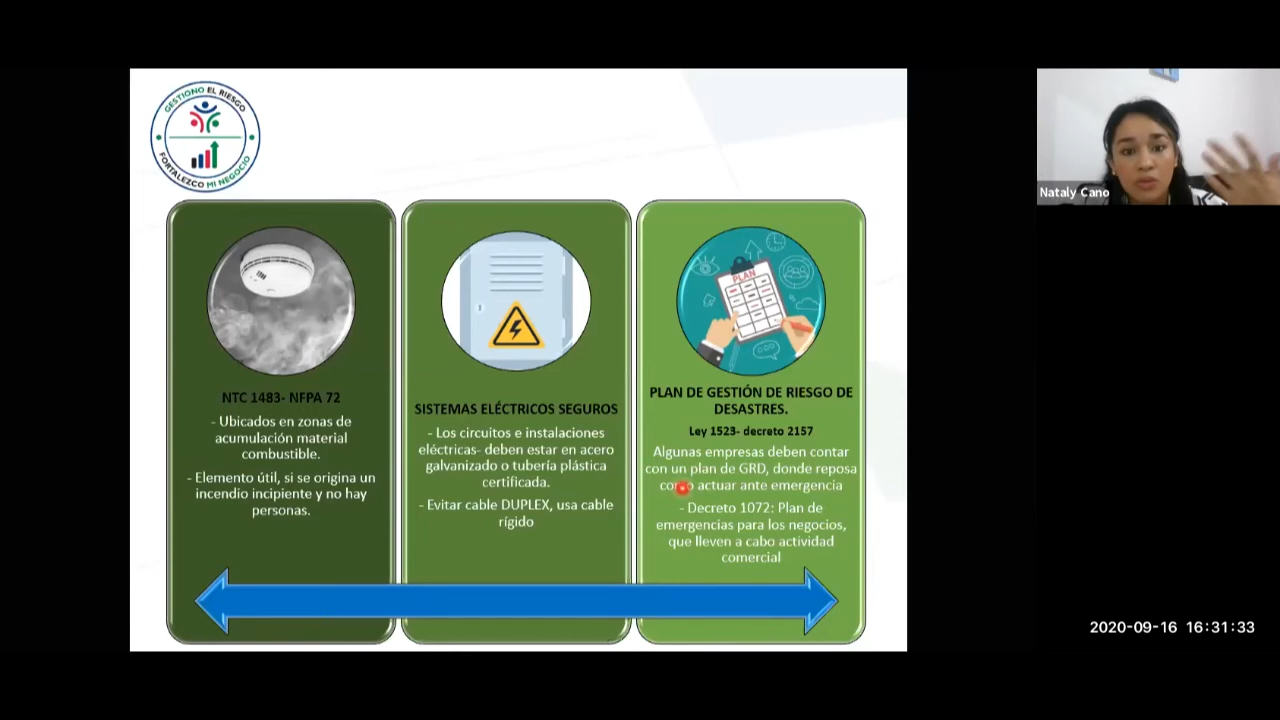 GESTIONO EL RIESGO
FORTALEZCO MI NEGOCIO
NTC 1483- NFPA 72
- Ubicados en zonas de
acumulación material
combustible.
- Elemento útil, si se origina un
incendio incipiente y no hay
personas.
SISTEMAS ELÉCTRICOS SEGUROS
- Los circuitos e instalaciones
eléctricas- deben estar en acero
galvanizado o tubería plástica
certificada.
- Evitar cable DUPLEX, usa cable
rígido
PLAN
PLAN DE GESTIÓN DE RIESGO DE
DESASTRES.
Ley 1523- decreto 2157
Algunas empresas deben contar
con un plan de GRD, donde reposa
como actuar ante emergencia
- Decreto 1072: Plan de
emergencias para los negocios,
que lleven a cabo actividad
comercial
Nataly Cano
2020-09-16 16:31:33